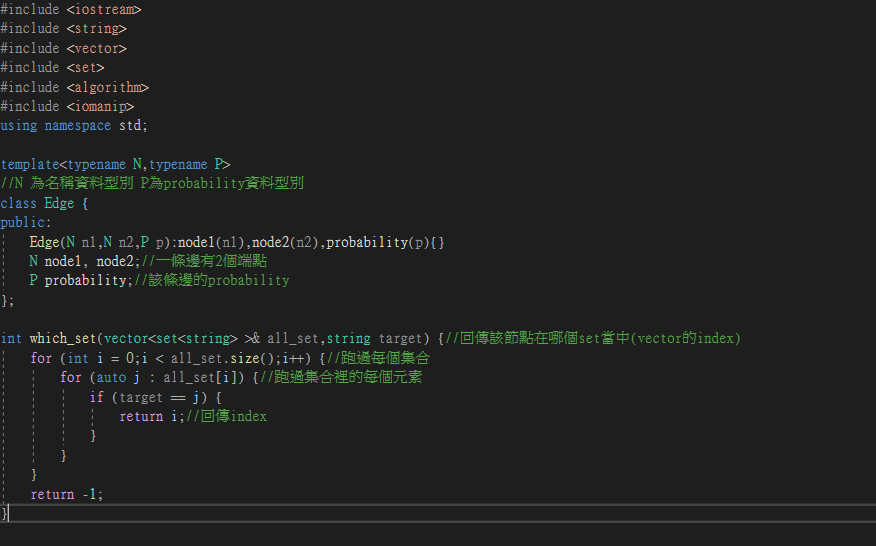 #include <iostream>
#include <string>
#include <vector>
#include <set>
#include <algorithm>
#include <iomanip>
using namespace std;
template<typename N,typename P>
//N 為名稱資料型別 P為probability資料型別
class Edge {
public:
Edge(N n1,N n2,P p):node1(n1),node2(n2),probability(p){}
N node1, node2;//一條邊有2個端點
P probability;//該條邊的probability
};
int which_set(vector<set<string> >& all_set,string target) {//回傳該節點在哪個set當中(vector的index)
for (int i = 0;i < all_set.size();i++) {//跑過每個集合
for (auto j : all_set[i]) {//跑過集合裡的每個元素
if (target == j) {
return i;//回傳index
}
}
}
return -1;
}